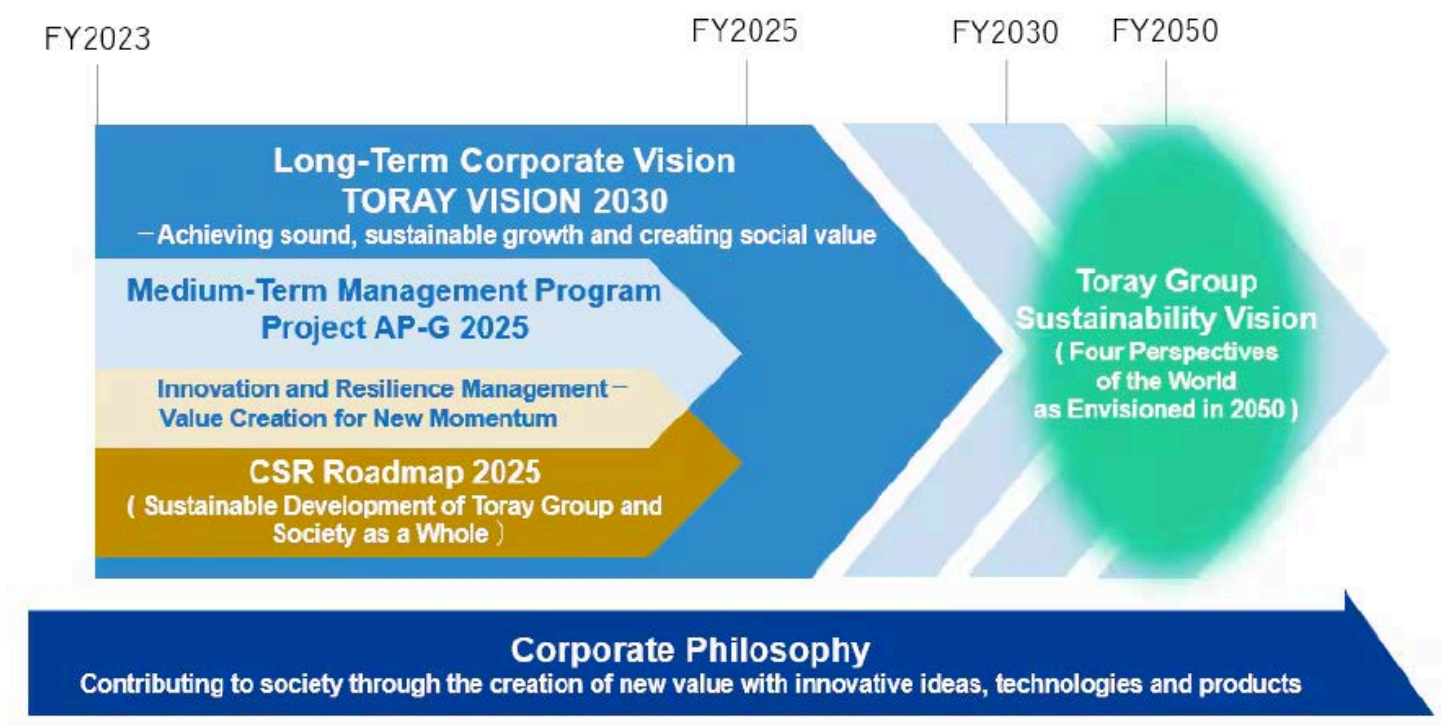 FY2023
FY2025
FY2030
FY2050
Long-Term Corporate Vision
TORAY VISION 2030
—Achieving sound, sustainable growth and creating social value
Medium-Term Management Program
Project AP-G 2025
Innovation and Resilience Management—
Value Creation for New Momentum
CSR Roadmap 2025
( Sustainable Development of Toray Group and
Society as a Whole )
Toray Group
Sustainability Vision
( Four Perspectives
of the World
as Envisioned in 2050 )
Corporate Philosophy
Contributing to society through the creation of new value with innovative ideas, technologies and products